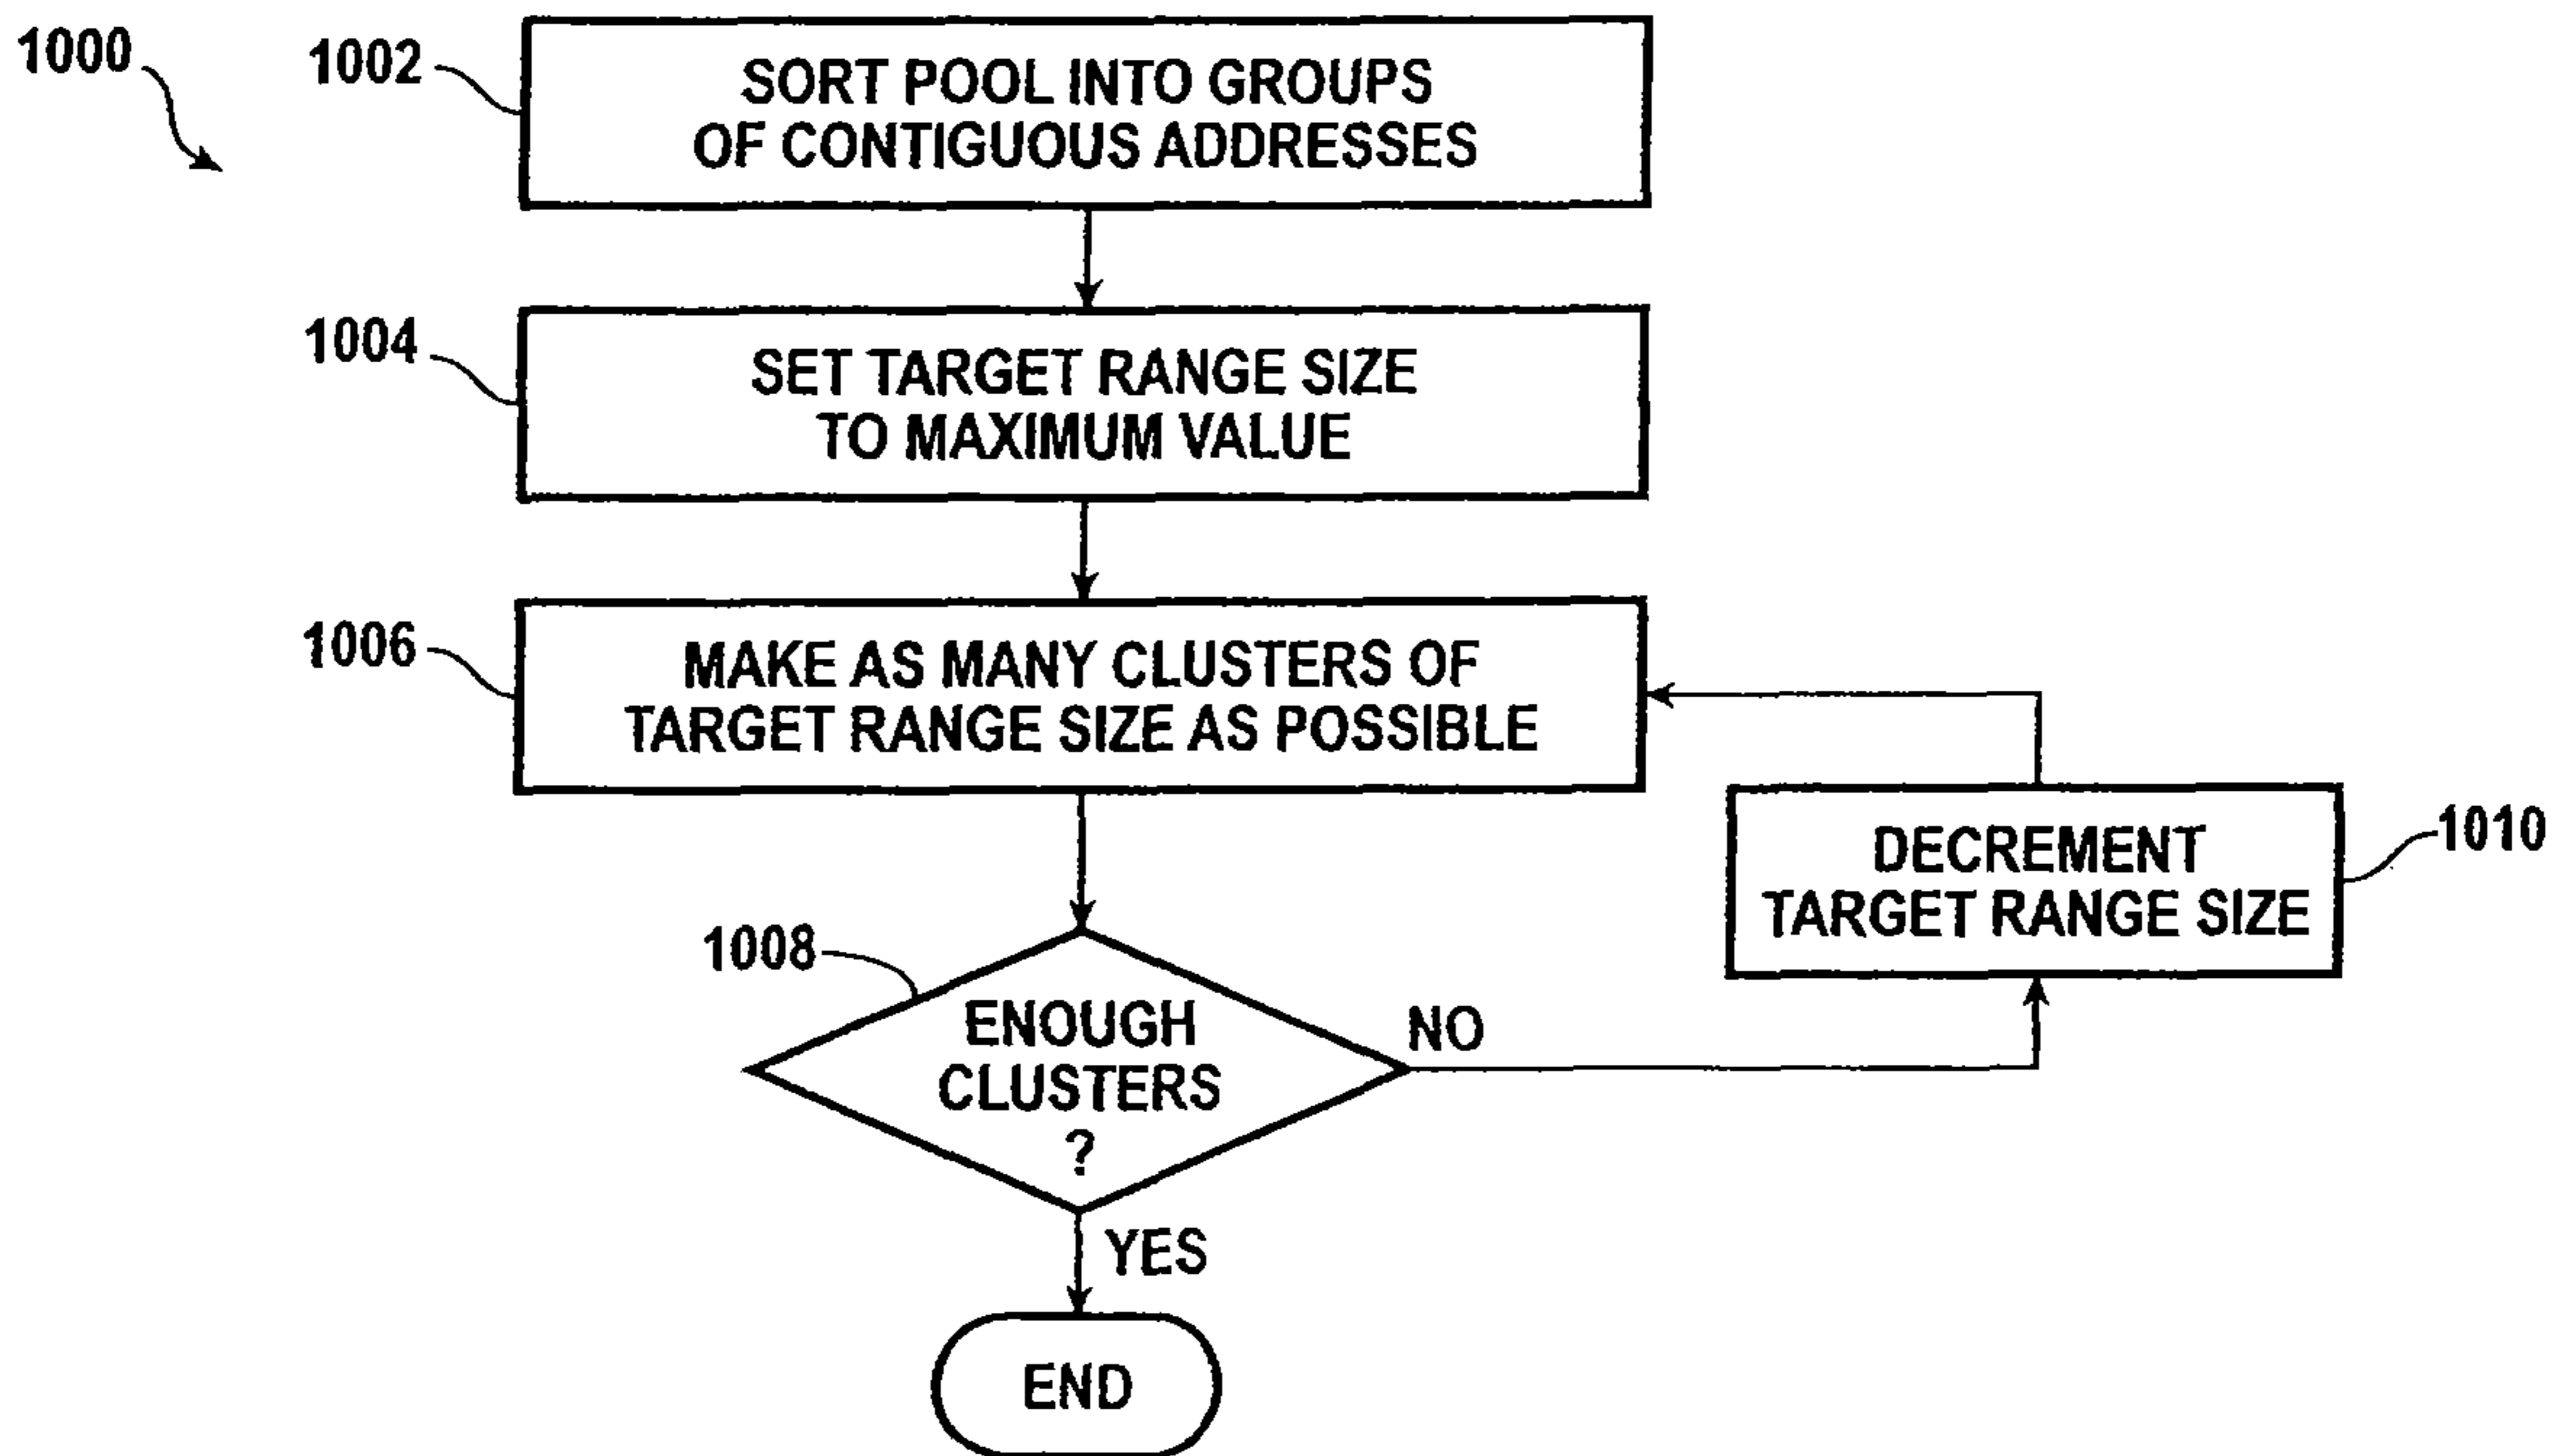 1000
1002
SORT POOL INTO GROUPS
OF CONTIGUOUS ADDRESSES
1004
SET TARGET RANGE SIZE
TO MAXIMUM VALUE
1006
MAKE AS MANY CLUSTERS OF
TARGET RANGE SIZE AS POSSIBLE
DECREMENT
TARGET RANGE SIZE
1010
1008
ENOUGH
CLUSTERS
?
NO
YES
END